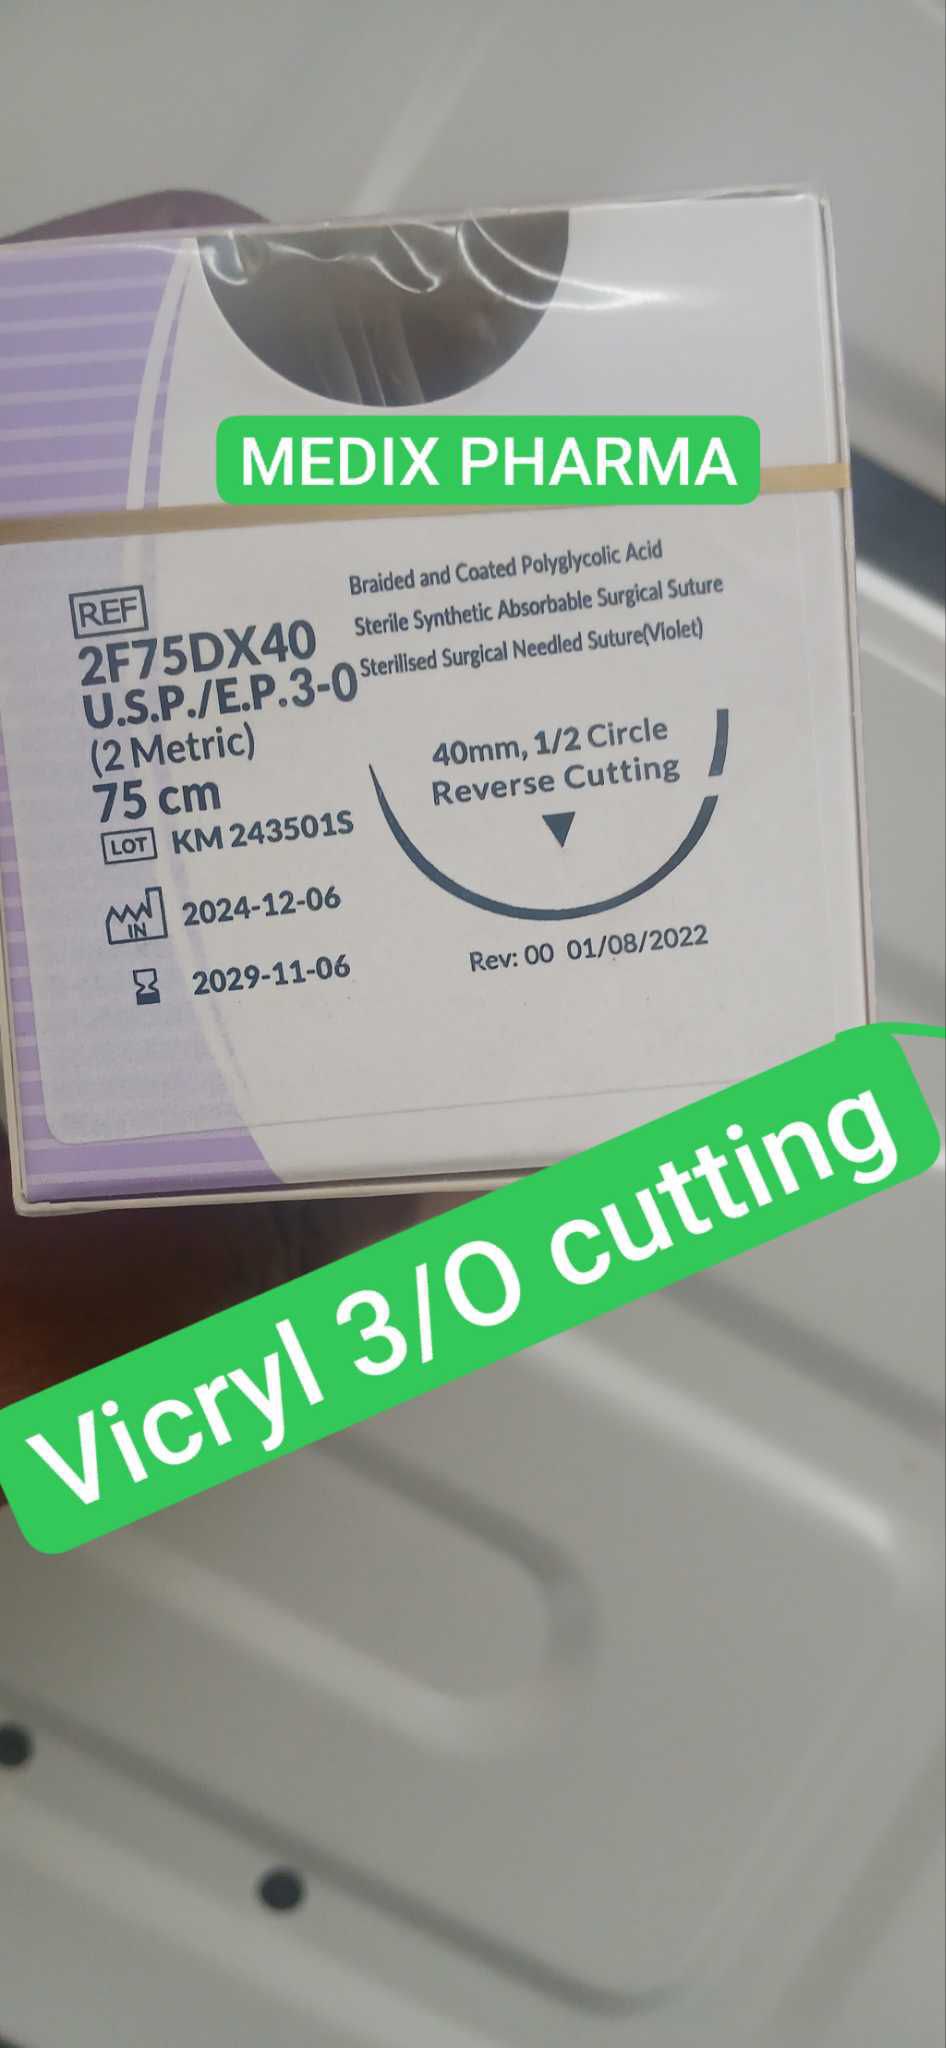 MEDIX PHARMA
Braided and Coated Polyglycolic Acid
Sterile Synthetic Absorbable Surgical Suture
Sterilised Surgical Needled Suture(Violet)
REF
2F75DX40
U.S.P./E.P.3-0
(2 Metric)
75 cm
LOT KM 243501S
IN 2024-12-06
2029-11-06
40mm, 1/2 Circle
Reverse Cutting
Rev: 00 01/08/2022
Vicryl 3/O cutting